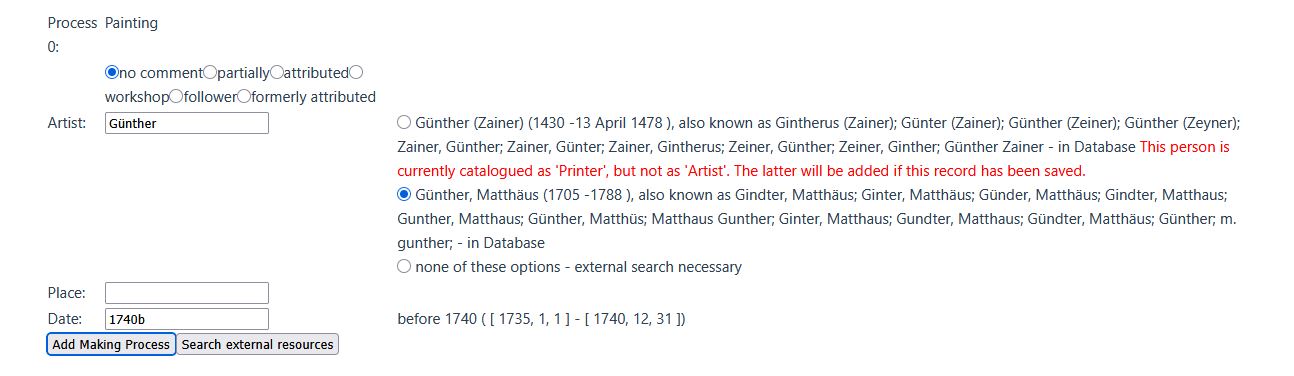 Process Painting
0:
no comment partially attributed
workshop follower formerly attributed
Artist: Günther Günther (Zainer) (1430 -13 April 1478 ), also known as Gintherus (Zainer); Günter (Zainer); Günther (Zeiner); Günther (Zeyner);
Zainer, Günther; Zainer, Günter; Zainer, Gintherus; Zeiner, Günther; Zeiner, Ginther; Günther Zainer - in Database This person is
currently catalogued as 'Printer', but not as 'Artist'. The latter will be added if this record has been saved.
Günther, Matthäus (1705 -1788 ), also known as Gindter, Matthäus; Ginter, Matthäus; Günder, Matthäus; Gindter, Matthaus;
Gunther, Matthaus; Günther, Matthüs; Matthaus Gunther; Ginter, Matthaus; Gundter, Matthaus; Gündter, Matthäus; Günther; m.
gunther; - in Database
none of these options - external search necessary
Place:
Date: 1740b before 1740 ( [ 1735, 1, 1 ] - [ 1740, 12, 31 ])
Add Making Process Search external resources